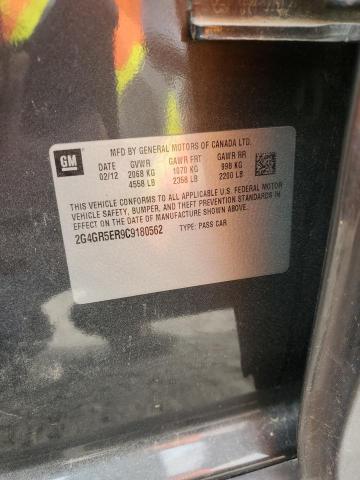 GM
MFD BY GENERAL MOTORS OF CANADA LTD.
DATE GVWR GAWR FRT GAWR RR
02/12 2068 KG 1070 KG 998 KG
4558 LB 2358 LB 2200 LB
THIS VEHICLE CONFORMS TO ALL APPLICABLE U.S. FEDERAL MOTOR
VEHICLE SAFETY, BUMPER, AND THEFT PREVENTION STANDARDS IN
EFFECT ON THE DATE OF MANUFACTURE SHOWN ABOVE.
2G4GR5ER9C9180562 TYPE: PASS CAR